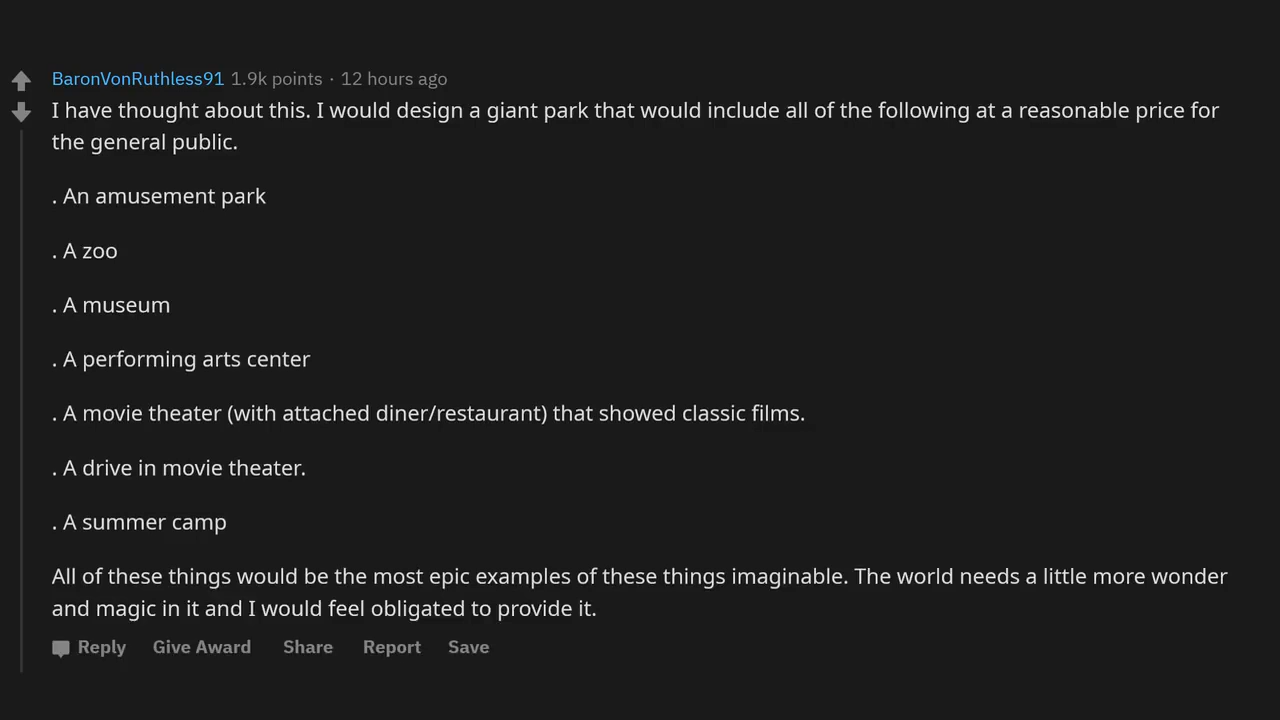 BaronVonRuthless91 1.9k points · 12 hours ago
I have thought about this. I would design a giant park that would include all of the following at a reasonable price for
the general public.
. An amusement park
. A zoo
. A museum
. A performing arts center
. A movie theater (with attached diner/restaurant) that showed classic films.
. A drive in movie theater.
. A summer camp
All of these things would be the most epic examples of these things imaginable. The world needs a little more wonder
and magic in it and I would feel obligated to provide it.
Reply Give Award Share Report Save